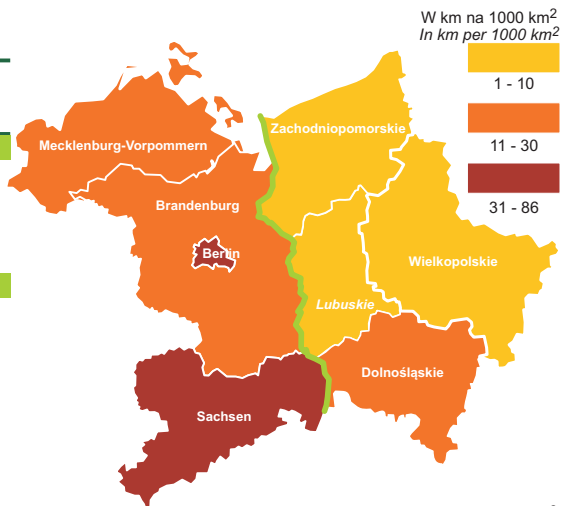 W km na 1000 km²
In km per 1000 km²
1 - 10
11 - 30
31 - 86
Zachodniopomorskie
Mecklenburg-Vorpommern
Brandenburg
Berlin
Wielkopolskie
Lubuskie
Dolnośląskie
Sachsen